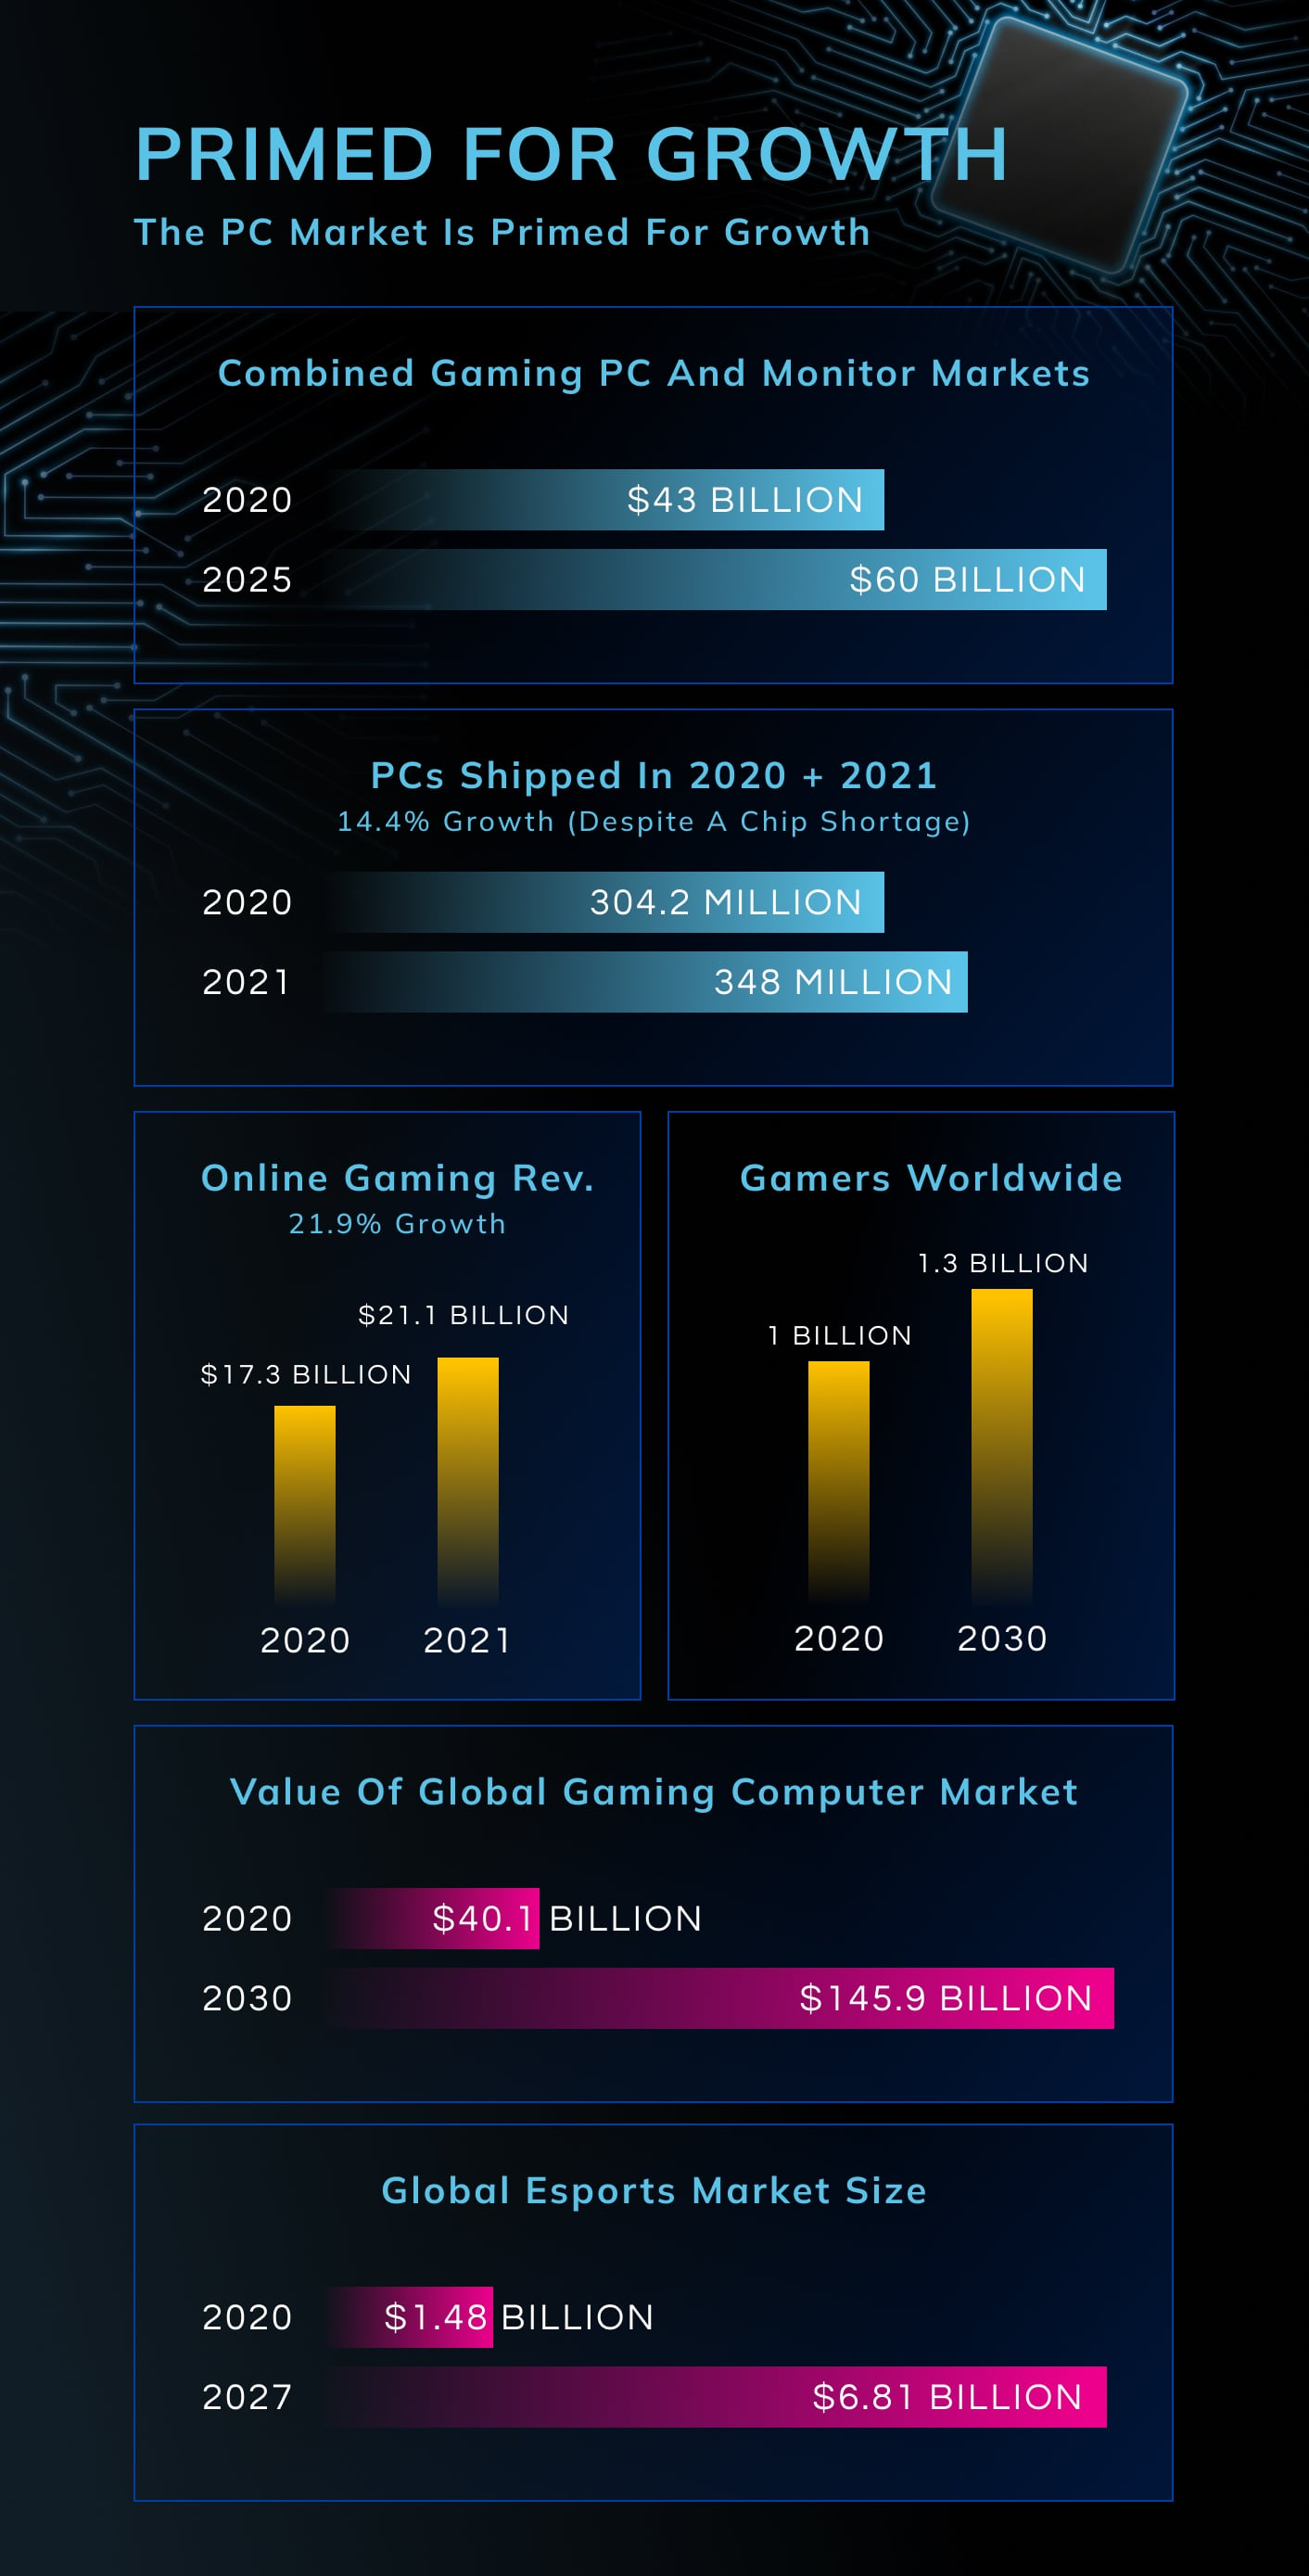 PRIMED FOR GROWTH
The PC Market Is Primed For Growth
Combined Gaming PC And Monitor Markets
2020 $43 BILLION
2025 $60 BILLION
PCs Shipped In 2020 + 2021
14.4% Growth (Despite A Chip Shortage)
2020 304.2 MILLION
2021 348 MILLION
Online Gaming Rev.
21.9% Growth
$21.1 BILLION
$17.3 BILLION
2020 2021
Gamers Worldwide
1.3 BILLION
1 BILLION
2020 2030
Value Of Global Gaming Computer Market
2020 $40.1 BILLION
2030 $145.9 BILLION
Global Esports Market Size
2020 $1.48 BILLION
2027 $6.81 BILLION